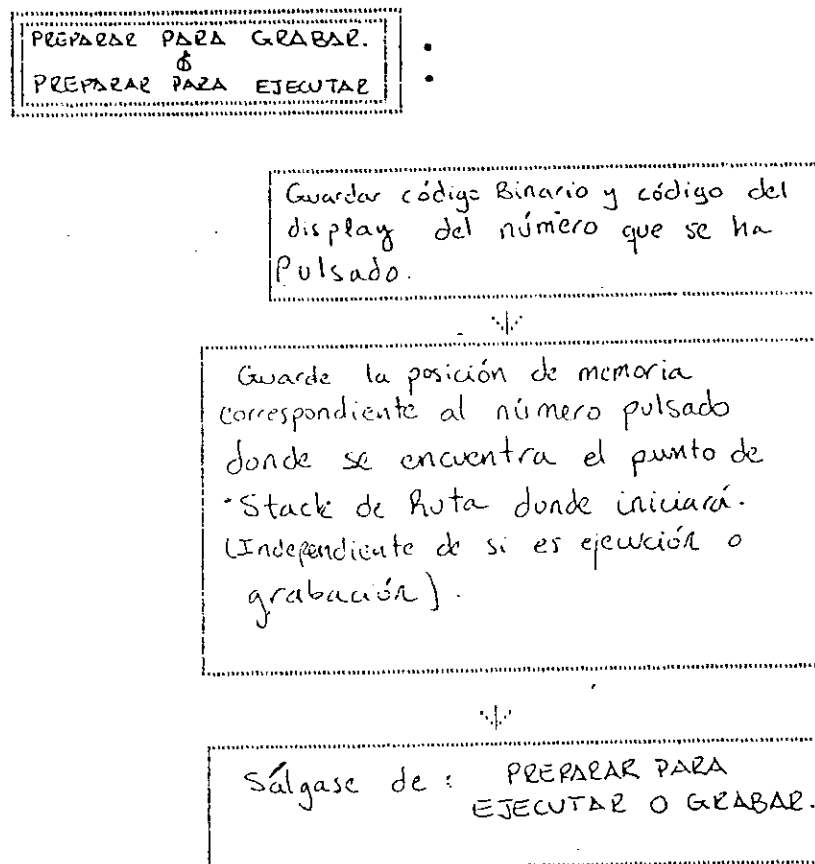 PREPARAR PARA GRABAR.
ó
PREPARAR PARA EJECUTAR
:
Guardar código Binario y código del
display del número que se ha
Pulsado.
Guarde la posición de memoria
correspondiente al número pulsado
donde se encuentra el punto de
Stack de Ruta donde iniciará.
(Independiente de si es ejecución o
grabación).
Sálgase de : PREPARAR PARA
EJECUTAR O GRABAR.